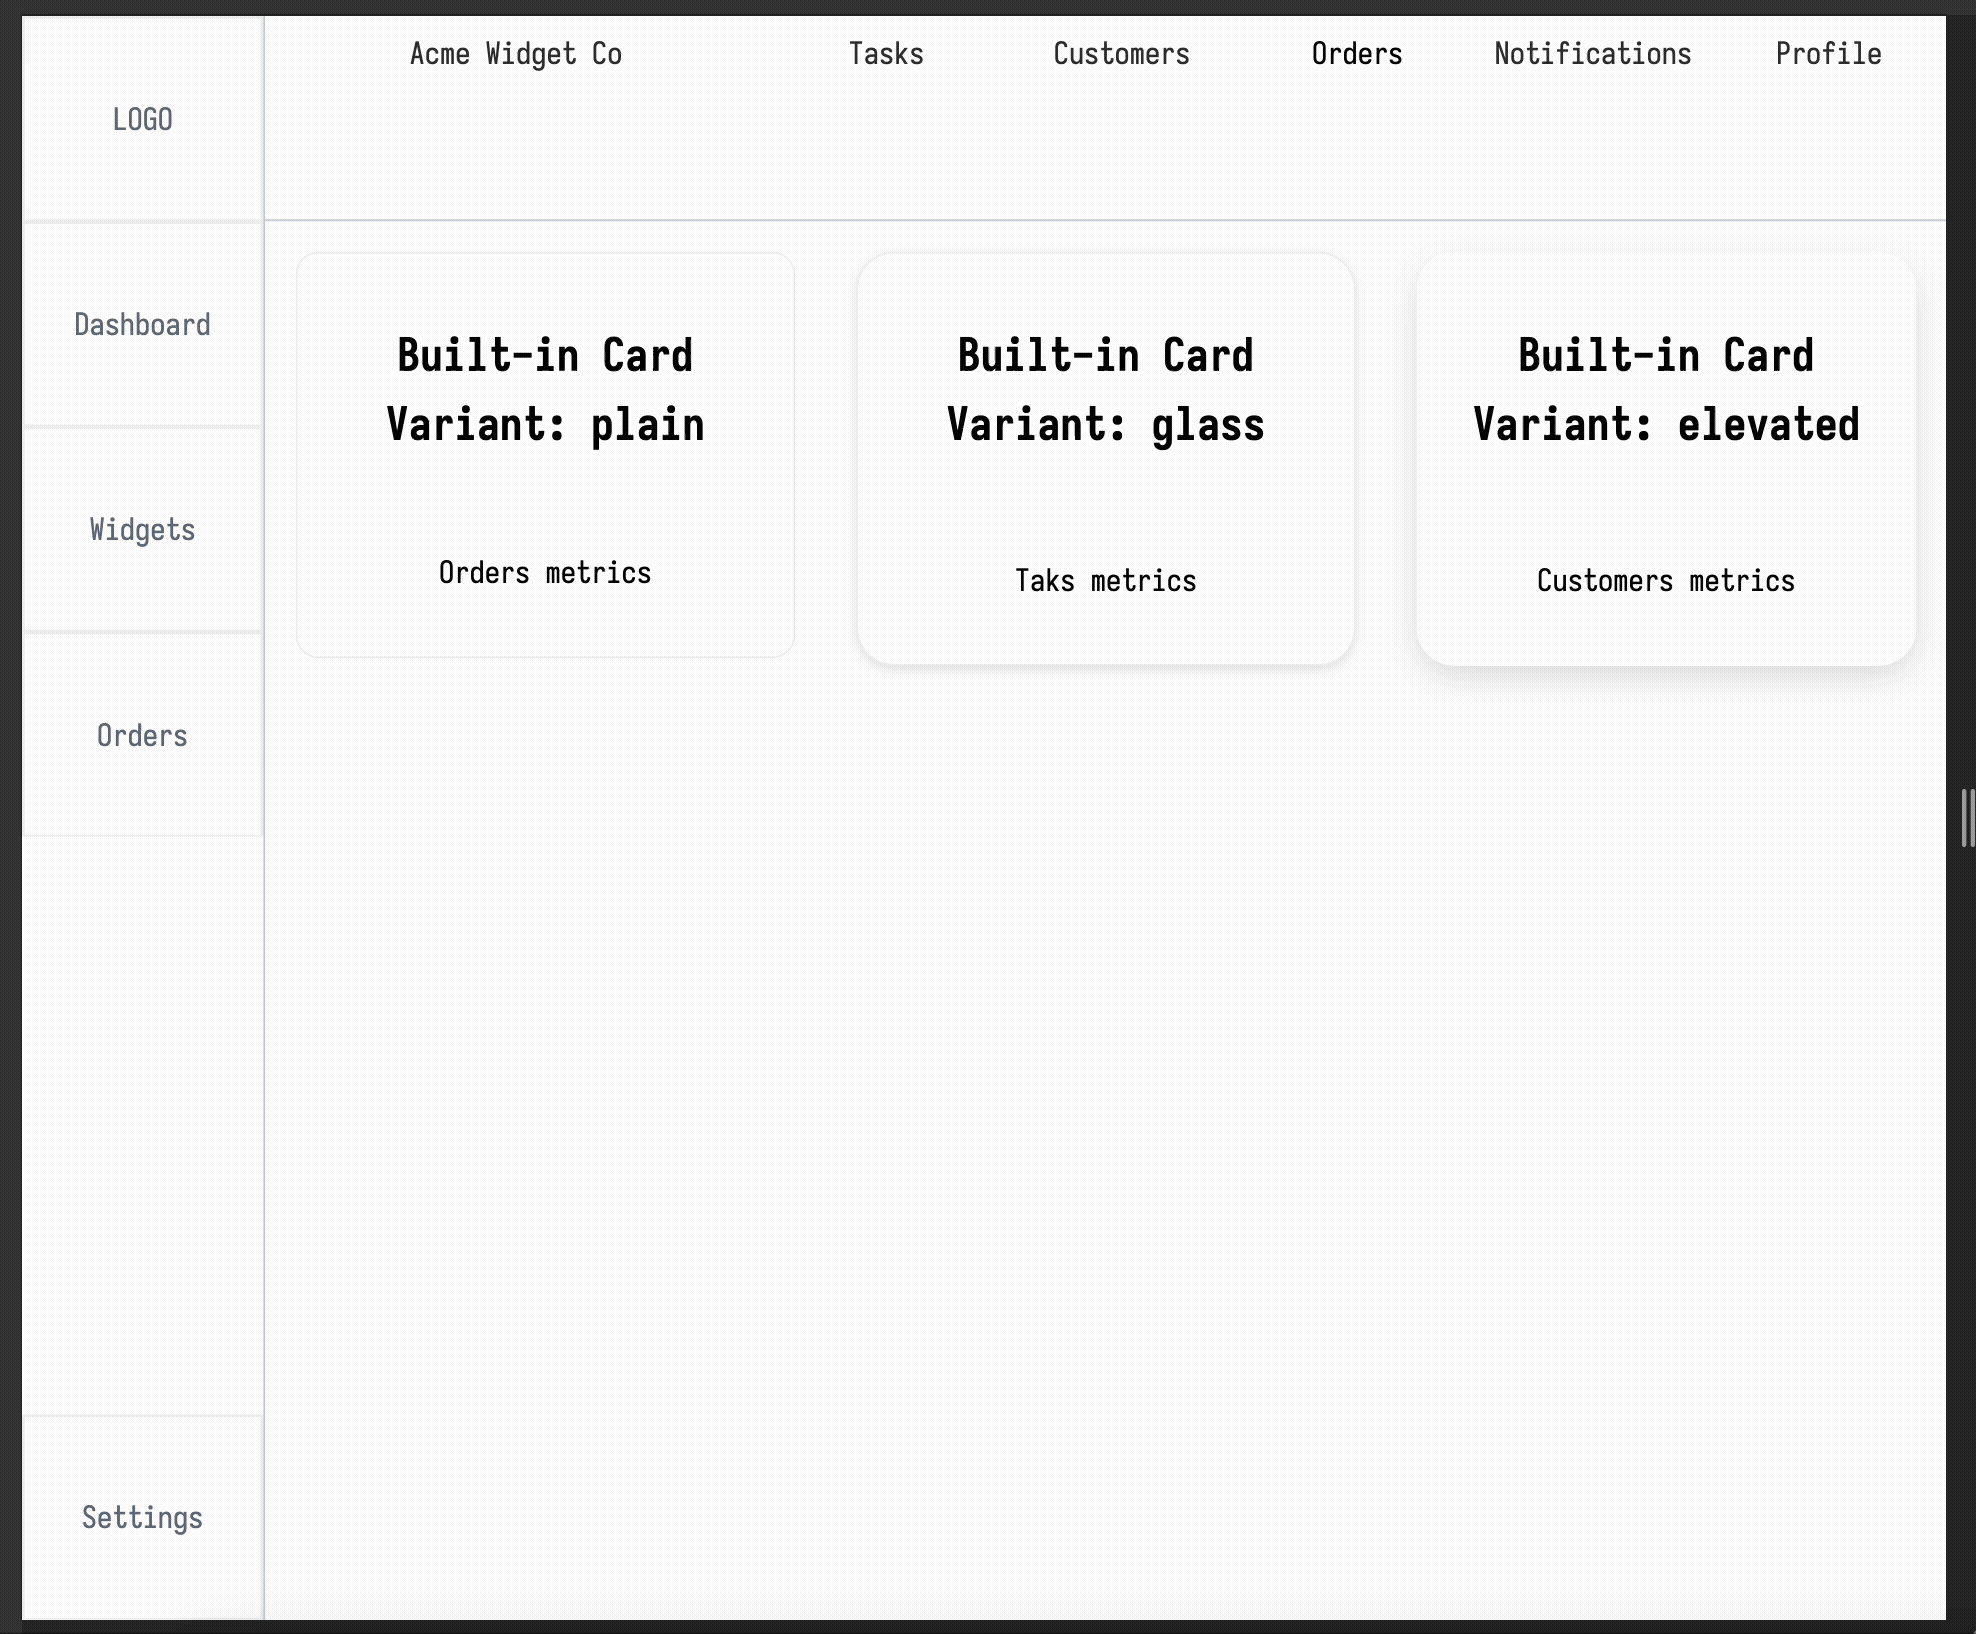 LOGO
Dashboard
Widgets
Orders
Settings
Acme Widget Co
Tasks
Customers
Orders
Notifications
Profile
Built-in Card
Variant: plain
Orders metrics
Built-in Card
Variant: glass
Taks metrics
Built-in Card
Variant: elevated
Customers metrics